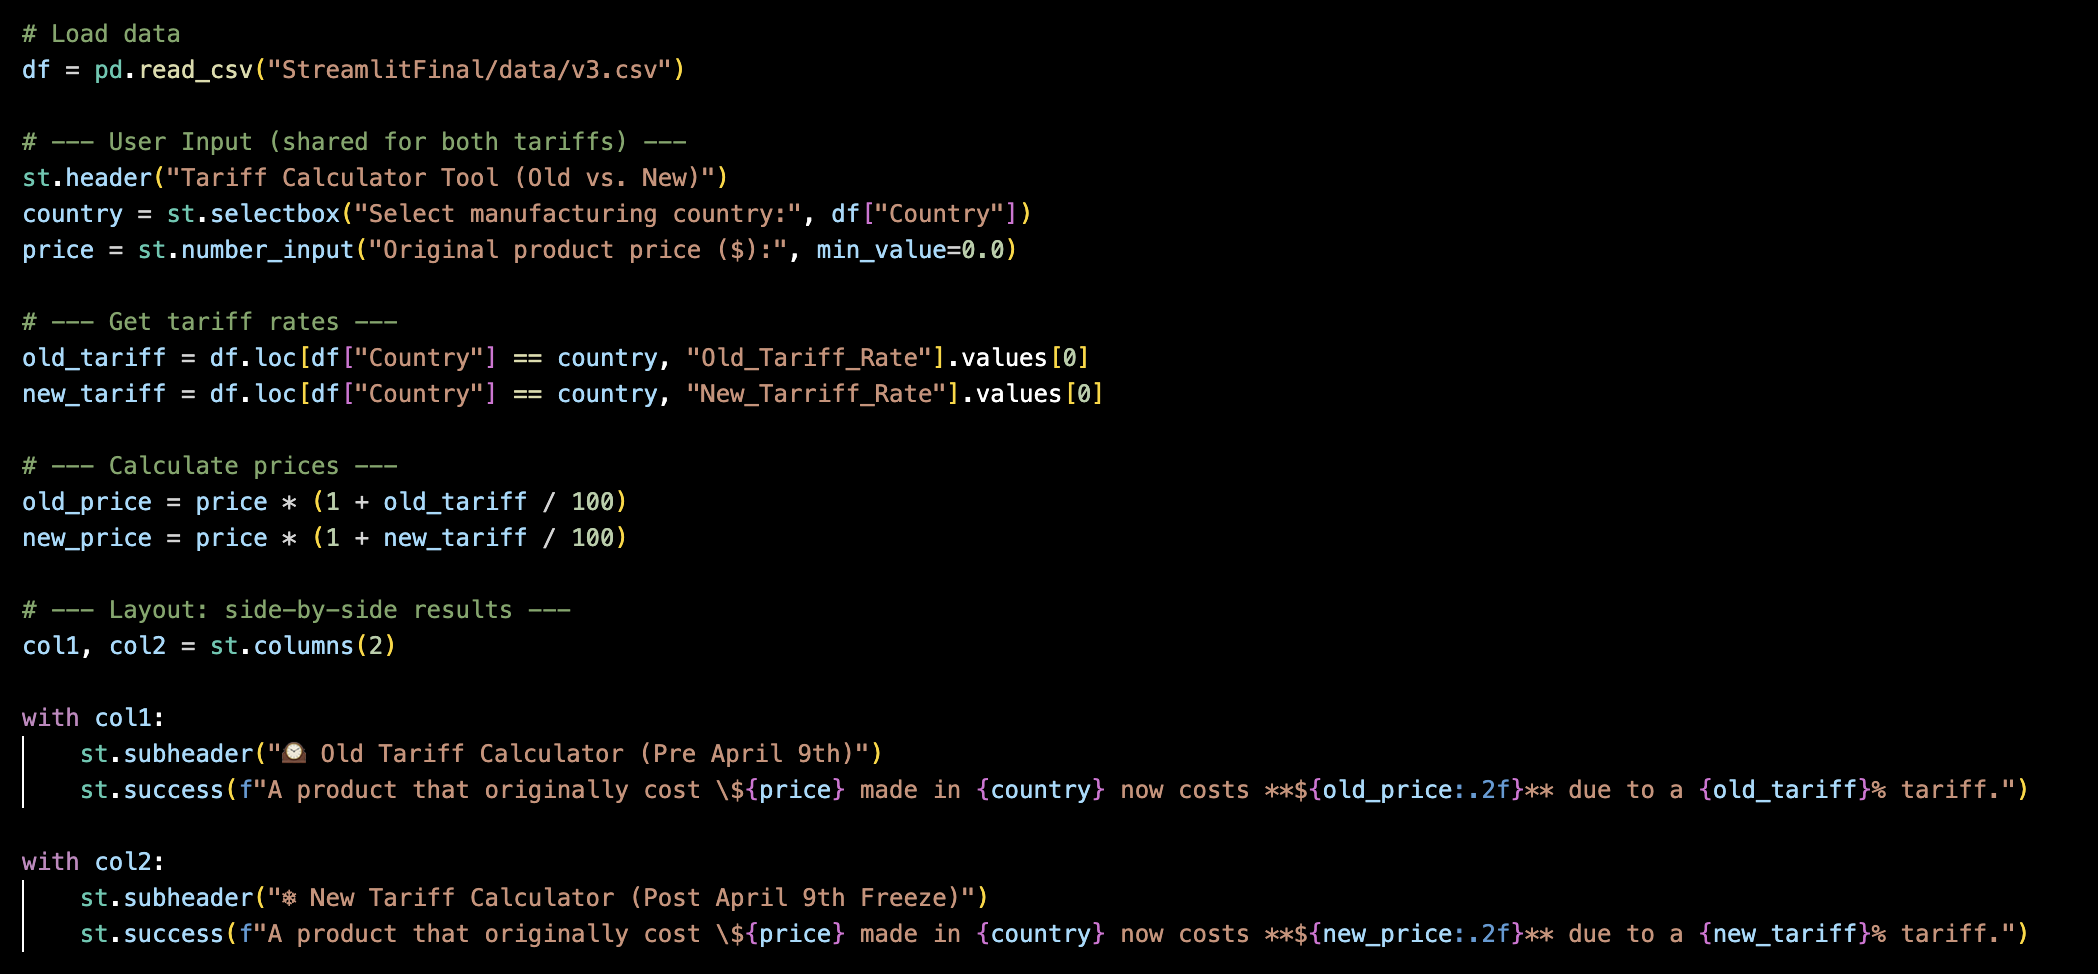 # Load data
df = pd.read_csv("StreamlitFinal/data/v3.csv")
# --- User Input (shared for both tariffs) ---
st.header("Tariff Calculator Tool (Old vs. New)")
country = st.selectbox("Select manufacturing country:", df["Country"])
price = st.number_input("Original product price ($):", min_value=0.0)
# --- Get tariff rates ---
old_tariff = df.loc[df["Country"] == country, "Old_Tariff_Rate"].values[0]
new_tariff = df.loc[df["Country"] == country, "New_Tarriff_Rate"].values[0]
# --- Calculate prices ---
old_price = price * (1 + old_tariff / 100)
new_price = price * (1 + new_tariff / 100)
# --- Layout: side-by-side results ---
col1, col2 = st.columns(2)
with col1:
    st.subheader("🕰️ Old Tariff Calculator (Pre April 9th)")
    st.success(f"A product that originally cost \${price} made in {country} now costs **${old_price:.2f}** due to a {old_tariff}% tariff.")
with col2:
    st.subheader("❄ New Tariff Calculator (Post April 9th Freeze)")
    st.success(f"A product that originally cost \${price} made in {country} now costs **${new_price:.2f}** due to a {new_tariff}% tariff.")